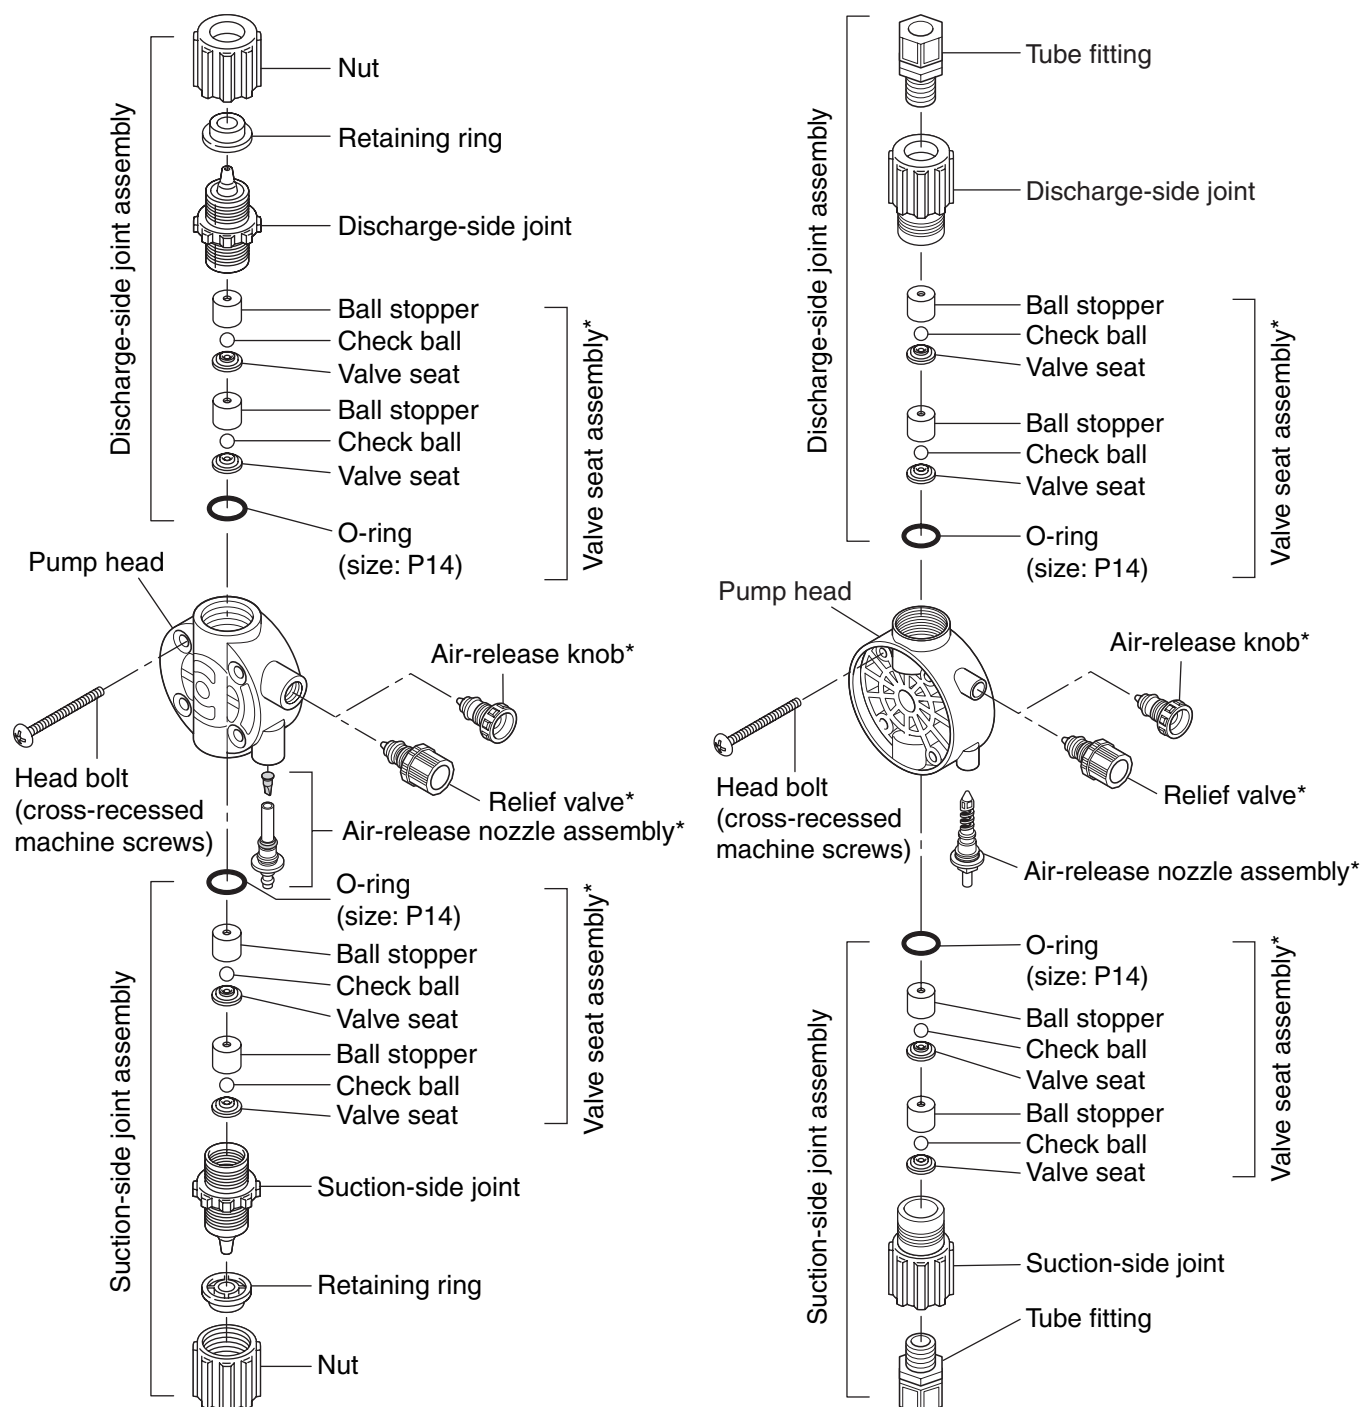 Discharge-side joint assembly
Nut
Retaining ring
Discharge-side joint
Ball stopper
Check ball
Valve seat
Ball stopper
Check ball
Valve seat
O-ring
(size: P14)
Valve seat assembly*
Pump head
Air-release knob*
Head bolt
(cross-recessed
machine screws)
Relief valve*
Air-release nozzle assembly*
Suction-side joint assembly
O-ring
(size: P14)
Ball stopper
Check ball
Valve seat
Ball stopper
Check ball
Valve seat
Valve seat assembly*
Suction-side joint
Retaining ring
Nut
Discharge-side joint assembly
Tube fitting
Discharge-side joint
Ball stopper
Check ball
Valve seat
Ball stopper
Check ball
Valve seat
O-ring
(size: P14)
Valve seat assembly*
Pump head
Air-release knob*
Head bolt
(cross-recessed
machine screws)
Relief valve*
Air-release nozzle assembly*
Suction-side joint assembly
O-ring
(size: P14)
Ball stopper
Check ball
Valve seat
Ball stopper
Check ball
Valve seat
Valve seat assembly*
Suction-side joint
Tube fitting